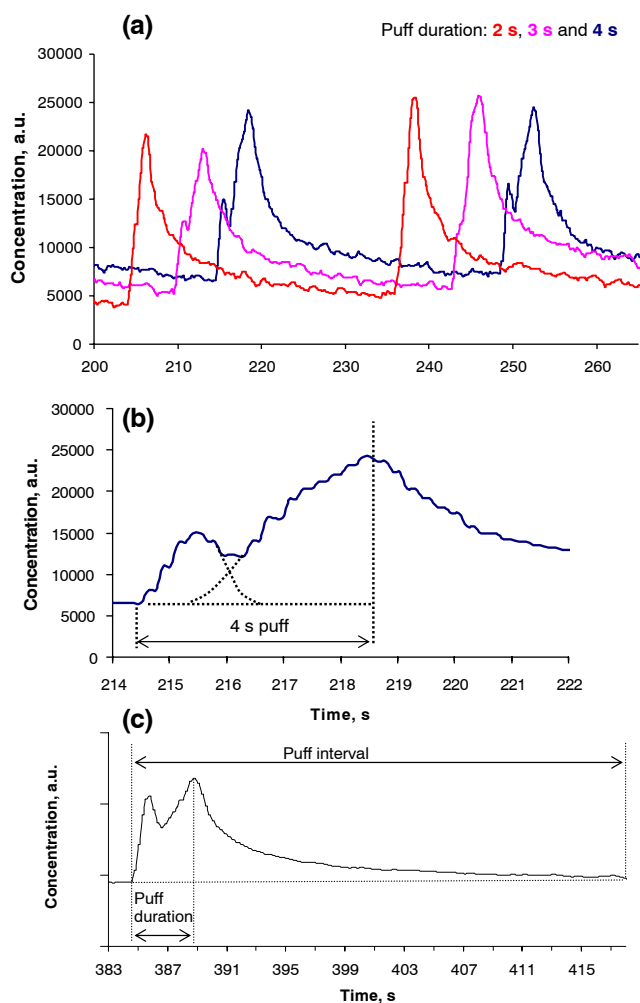 (a)
Puff duration: 2 s, 3 s and 4 s
Concentration, a.u.
30000
25000
20000
15000
10000
5000
0
200 210 220 230 240 250 260
(b)
Concentration, a.u.
30000
25000
20000
15000
10000
5000
0
4 s puff
214 215 216 217 218 219 220 221 222
Time, s
(c)
Concentration, a.u.
Puff interval
Puff
duration
383 387 391 395 399 403 407 411 415
Time, s